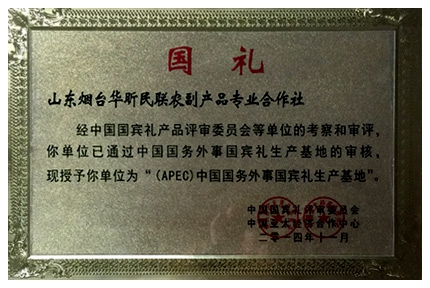 国礼
山东烟台华昕民联农副产品专业合作社
经中国国宾礼产品评审委员会等单位的考察和审评，
你单位已通过中国国务外事国宾礼生产基地的审核，
现授予你单位为“(APEC)中国国务外事国宾礼生产基地”。
中国国宾礼评审委员会
中国亚太经济合作中心
二零一四年十一月